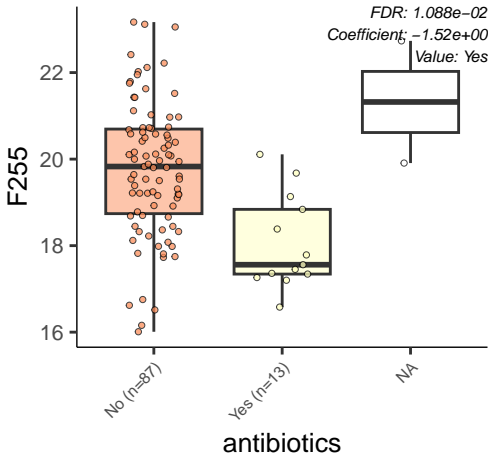 FDR: 1.088e−02
Coefficient: −1.52e+00
Value: Yes
F255
22
20
18
16
No (n=87)
Yes (n=13)
NA
antibiotics